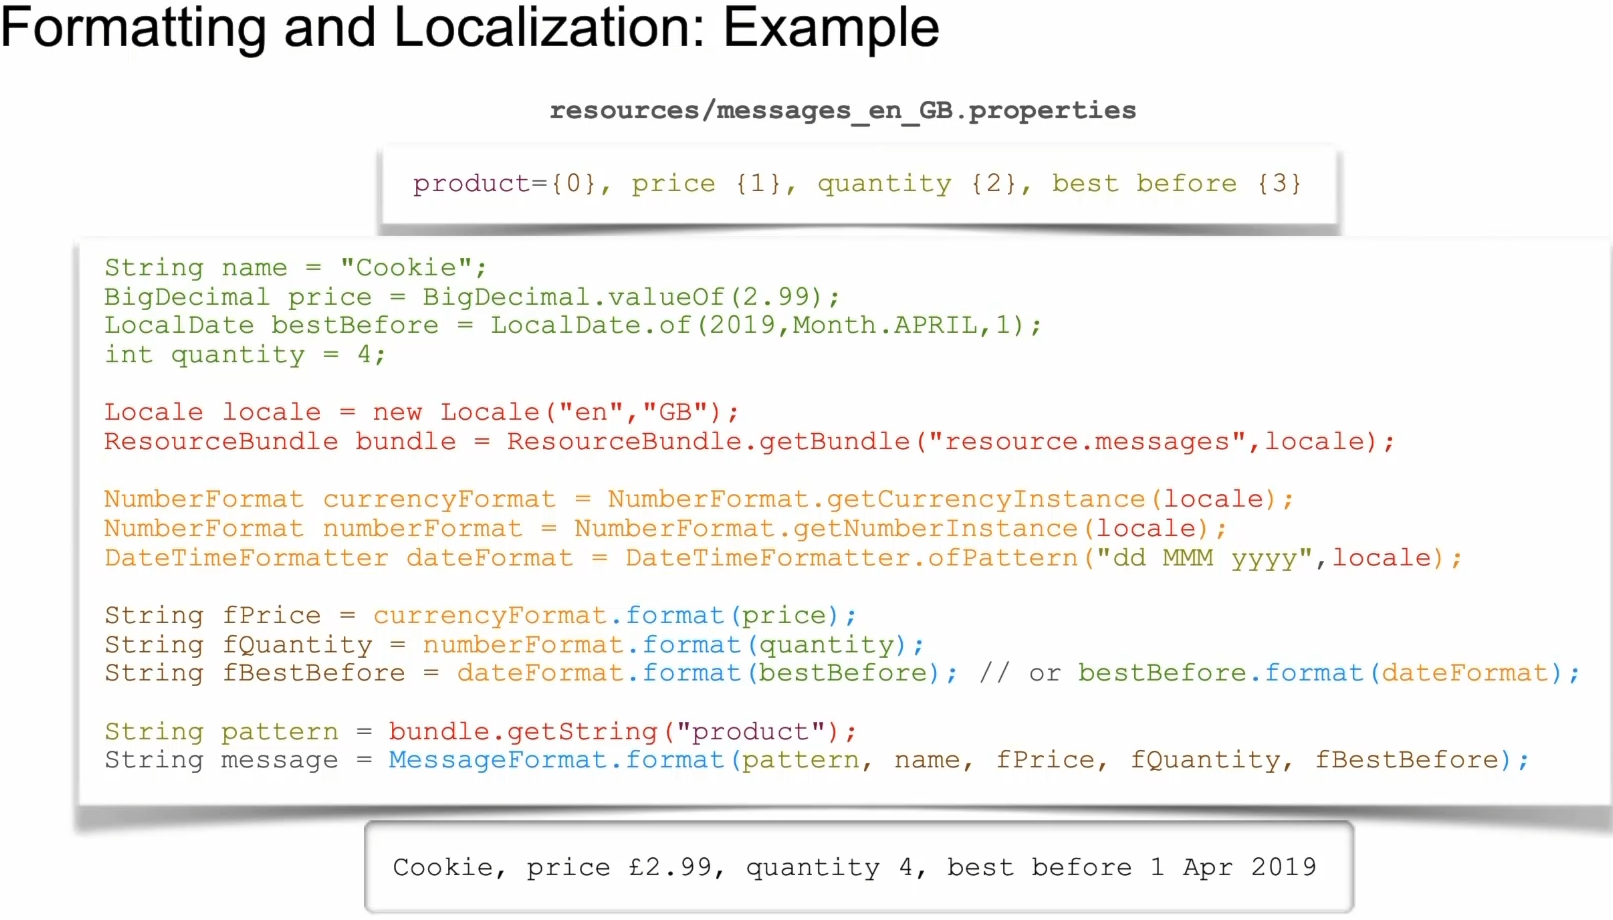 Formatting and Localization: Example
resources/messages_en_GB.properties
product={0}, price {1}, quantity {2}, best before {3}
String name = "Cookie";
BigDecimal price = BigDecimal.valueOf(2.99);
LocalDate bestBefore = LocalDate.of(2019,Month.APRIL,1);
int quantity = 4;
Locale locale = new Locale("en","GB");
ResourceBundle bundle = ResourceBundle.getBundle("resource.messages",locale);
NumberFormat currencyFormat = NumberFormat.getCurrencyInstance(locale);
NumberFormat numberFormat = NumberFormat.getNumberInstance(locale);
DateTimeFormatter dateFormat = DateTimeFormatter.ofPattern("dd MMM yyyy",locale);
String fPrice = currencyFormat.format(price);
String fQuantity = numberFormat.format(quantity);
String fBestBefore = dateFormat.format(bestBefore); // or bestBefore.format(dateFormat);
String pattern = bundle.getString("product");
String message = MessageFormat.format(pattern, name, fPrice, fQuantity, fBestBefore);
Cookie, price £2.99, quantity 4, best before 1 Apr 2019